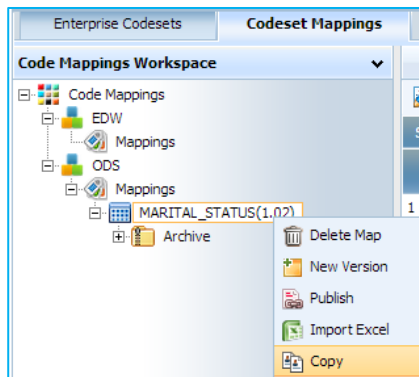 Enterprise Codesets
Codeset Mappings
Code Mappings Workspace
Code Mappings
EDW
Mappings
ODS
Mappings
MARITAL_STATUS(1.02)
1
Archive
Delete Map
New Version
Publish
Import Excel
Copy